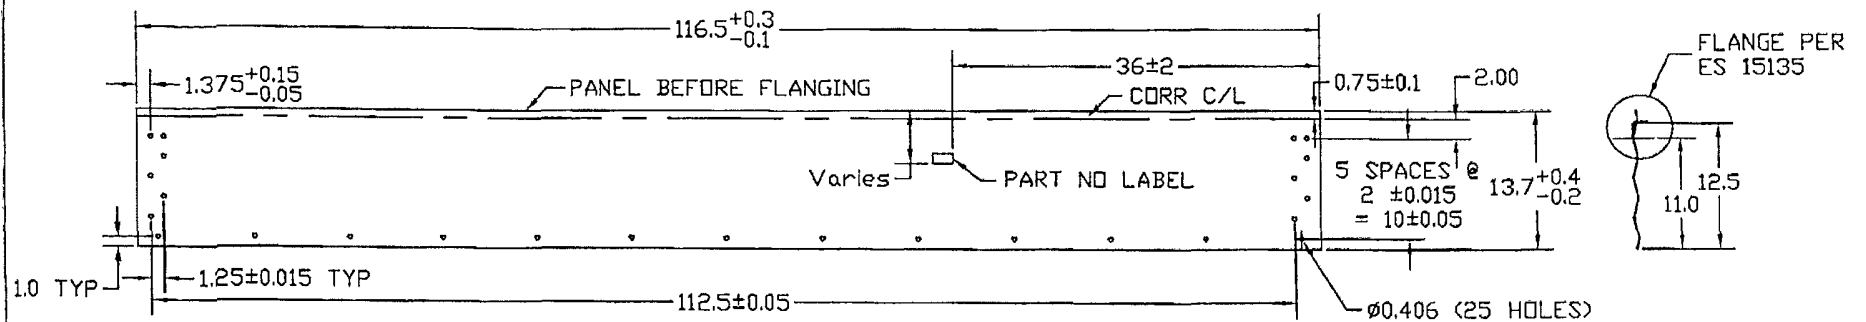 116.5+0.3
-0.1
FLANGE PER
ES 15135
1.375+0.15
-0.05
PANEL BEFORE FLANGING
36±2
CORR C/L
0.75±0.1
2.00
Varies
PART NO LABEL
5 SPACES @
2 ±0.015
= 10±0.05
13.7+0.4
-0.2
11.0
12.5
1.0 TYP
1.25±0.015 TYP
112.5±0.05
ø0.406 (25 HOLES)